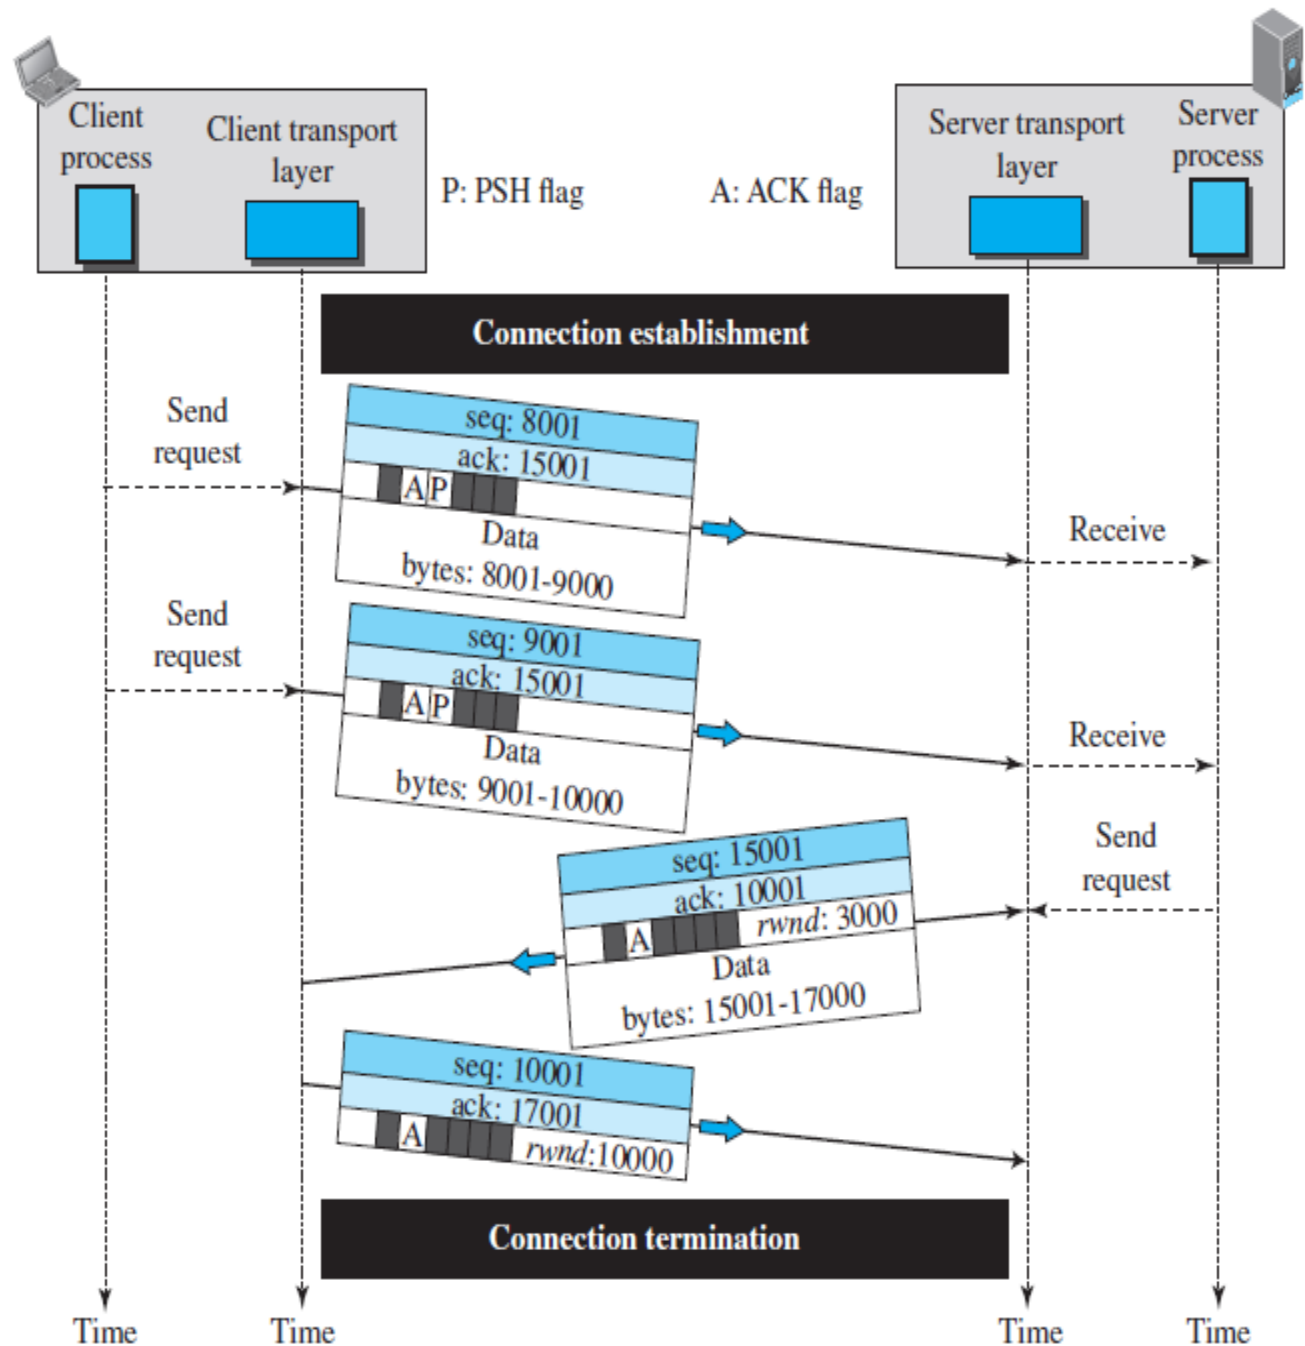 Client
process
Client transport
layer
P: PSH flag
A: ACK flag
Server transport
layer
Server
process
Connection establishment
Send
request
seq: 8001
ack: 15001
A P
Data
bytes: 8001-9000
Receive
Send
request
seq: 9001
ack: 15001
A P
Data
bytes: 9001-10000
Receive
Send
request
seq: 15001
ack: 10001
A rwnd: 3000
Data
bytes: 15001-17000
seq: 10001
ack: 17001
A rwnd:10000
Connection termination
Time
Time
Time
Time